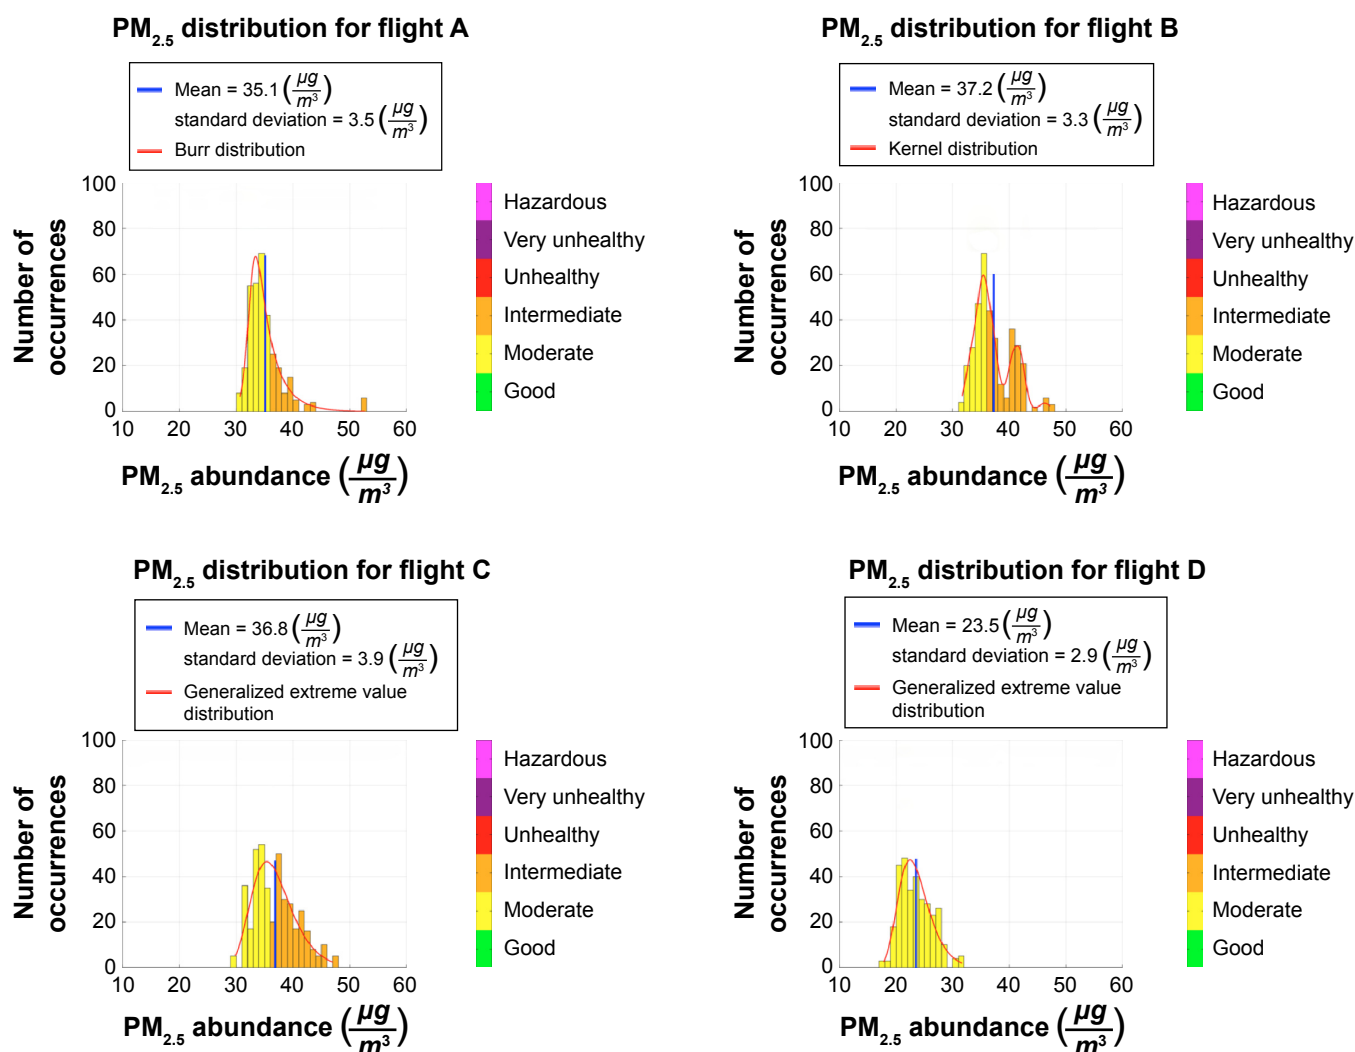 PM2.5 distribution for flight A
Mean = 35.1 (µg/m³)
standard deviation = 3.5 (µg/m³)
Burr distribution
100
80
60
40
20
0
Number of
occurrences
10 20 30 40 50 60
PM2.5 abundance (µg/m³)
Hazardous
Very unhealthy
Unhealthy
Intermediate
Moderate
Good
PM2.5 distribution for flight B
Mean = 37.2 (µg/m³)
standard deviation = 3.3 (µg/m³)
Kernel distribution
100
80
60
40
20
0
Number of
occurrences
10 20 30 40 50 60
PM2.5 abundance (µg/m³)
Hazardous
Very unhealthy
Unhealthy
Intermediate
Moderate
Good
PM2.5 distribution for flight C
Mean = 36.8 (µg/m³)
standard deviation = 3.9 (µg/m³)
Generalized extreme value
distribution
100
80
60
40
20
0
Number of
occurrences
10 20 30 40 50 60
PM2.5 abundance (µg/m³)
Hazardous
Very unhealthy
Unhealthy
Intermediate
Moderate
Good
PM2.5 distribution for flight D
Mean = 23.5 (µg/m³)
standard deviation = 2.9 (µg/m³)
Generalized extreme value
distribution
100
80
60
40
20
0
Number of
occurrences
10 20 30 40 50 60
PM2.5 abundance (µg/m³)
Hazardous
Very unhealthy
Unhealthy
Intermediate
Moderate
Good